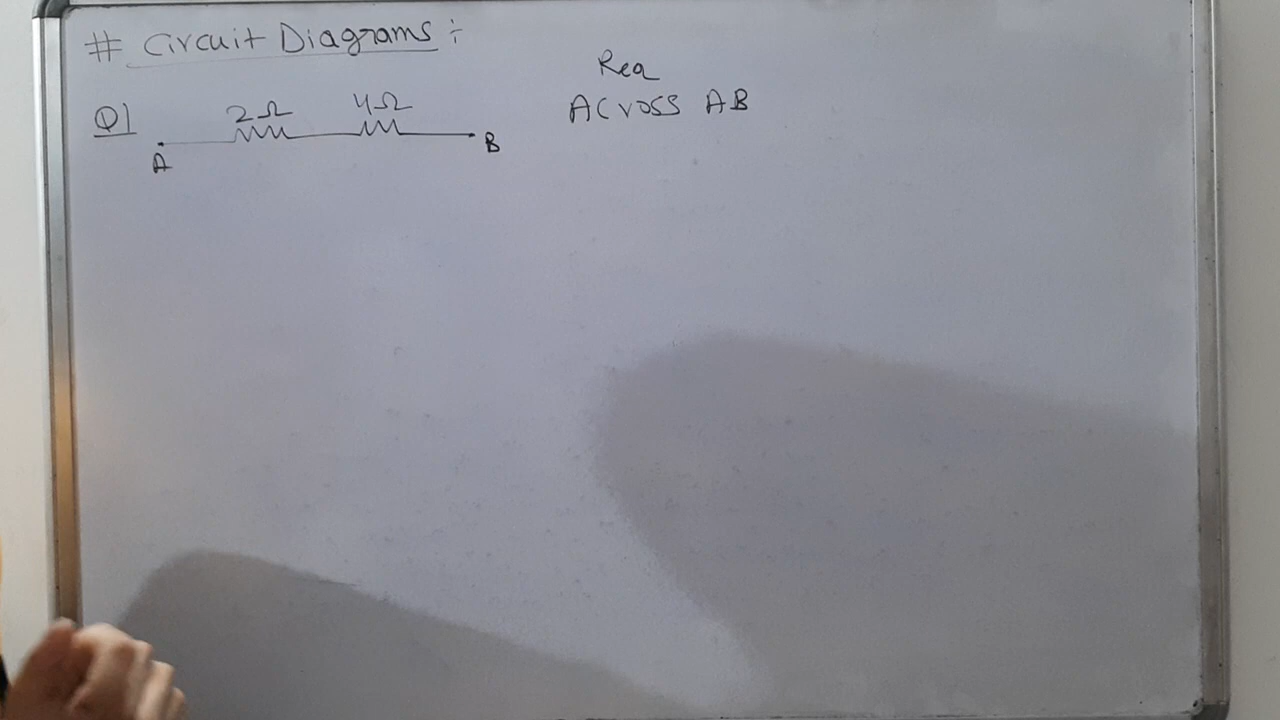 # Circuit Diagrams :
Req
Across AB
Q1
2Ω 4Ω
A B